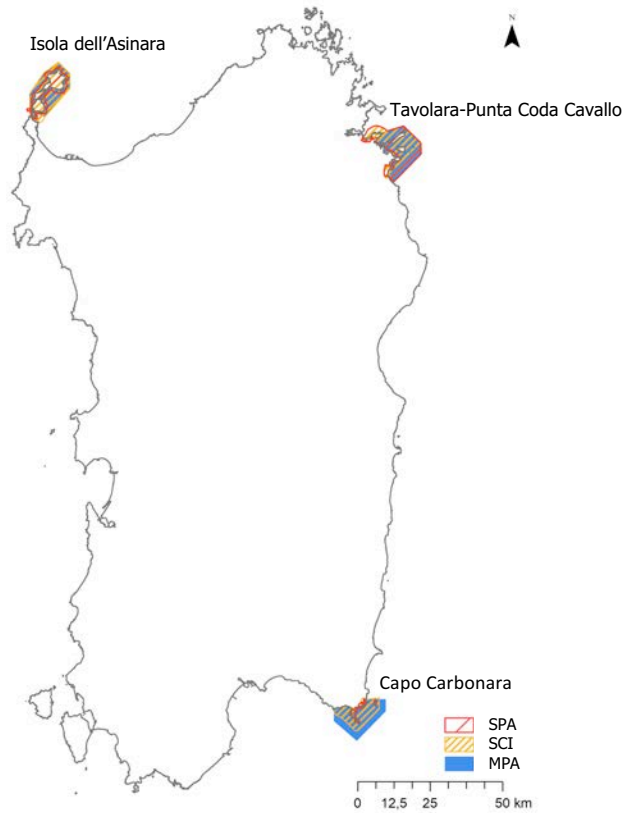 N
Isola dell'Asinara
Tavolara-Punta Coda Cavallo
Capo Carbonara
SPA
SCI
MPA
0 12,5 25 50 km